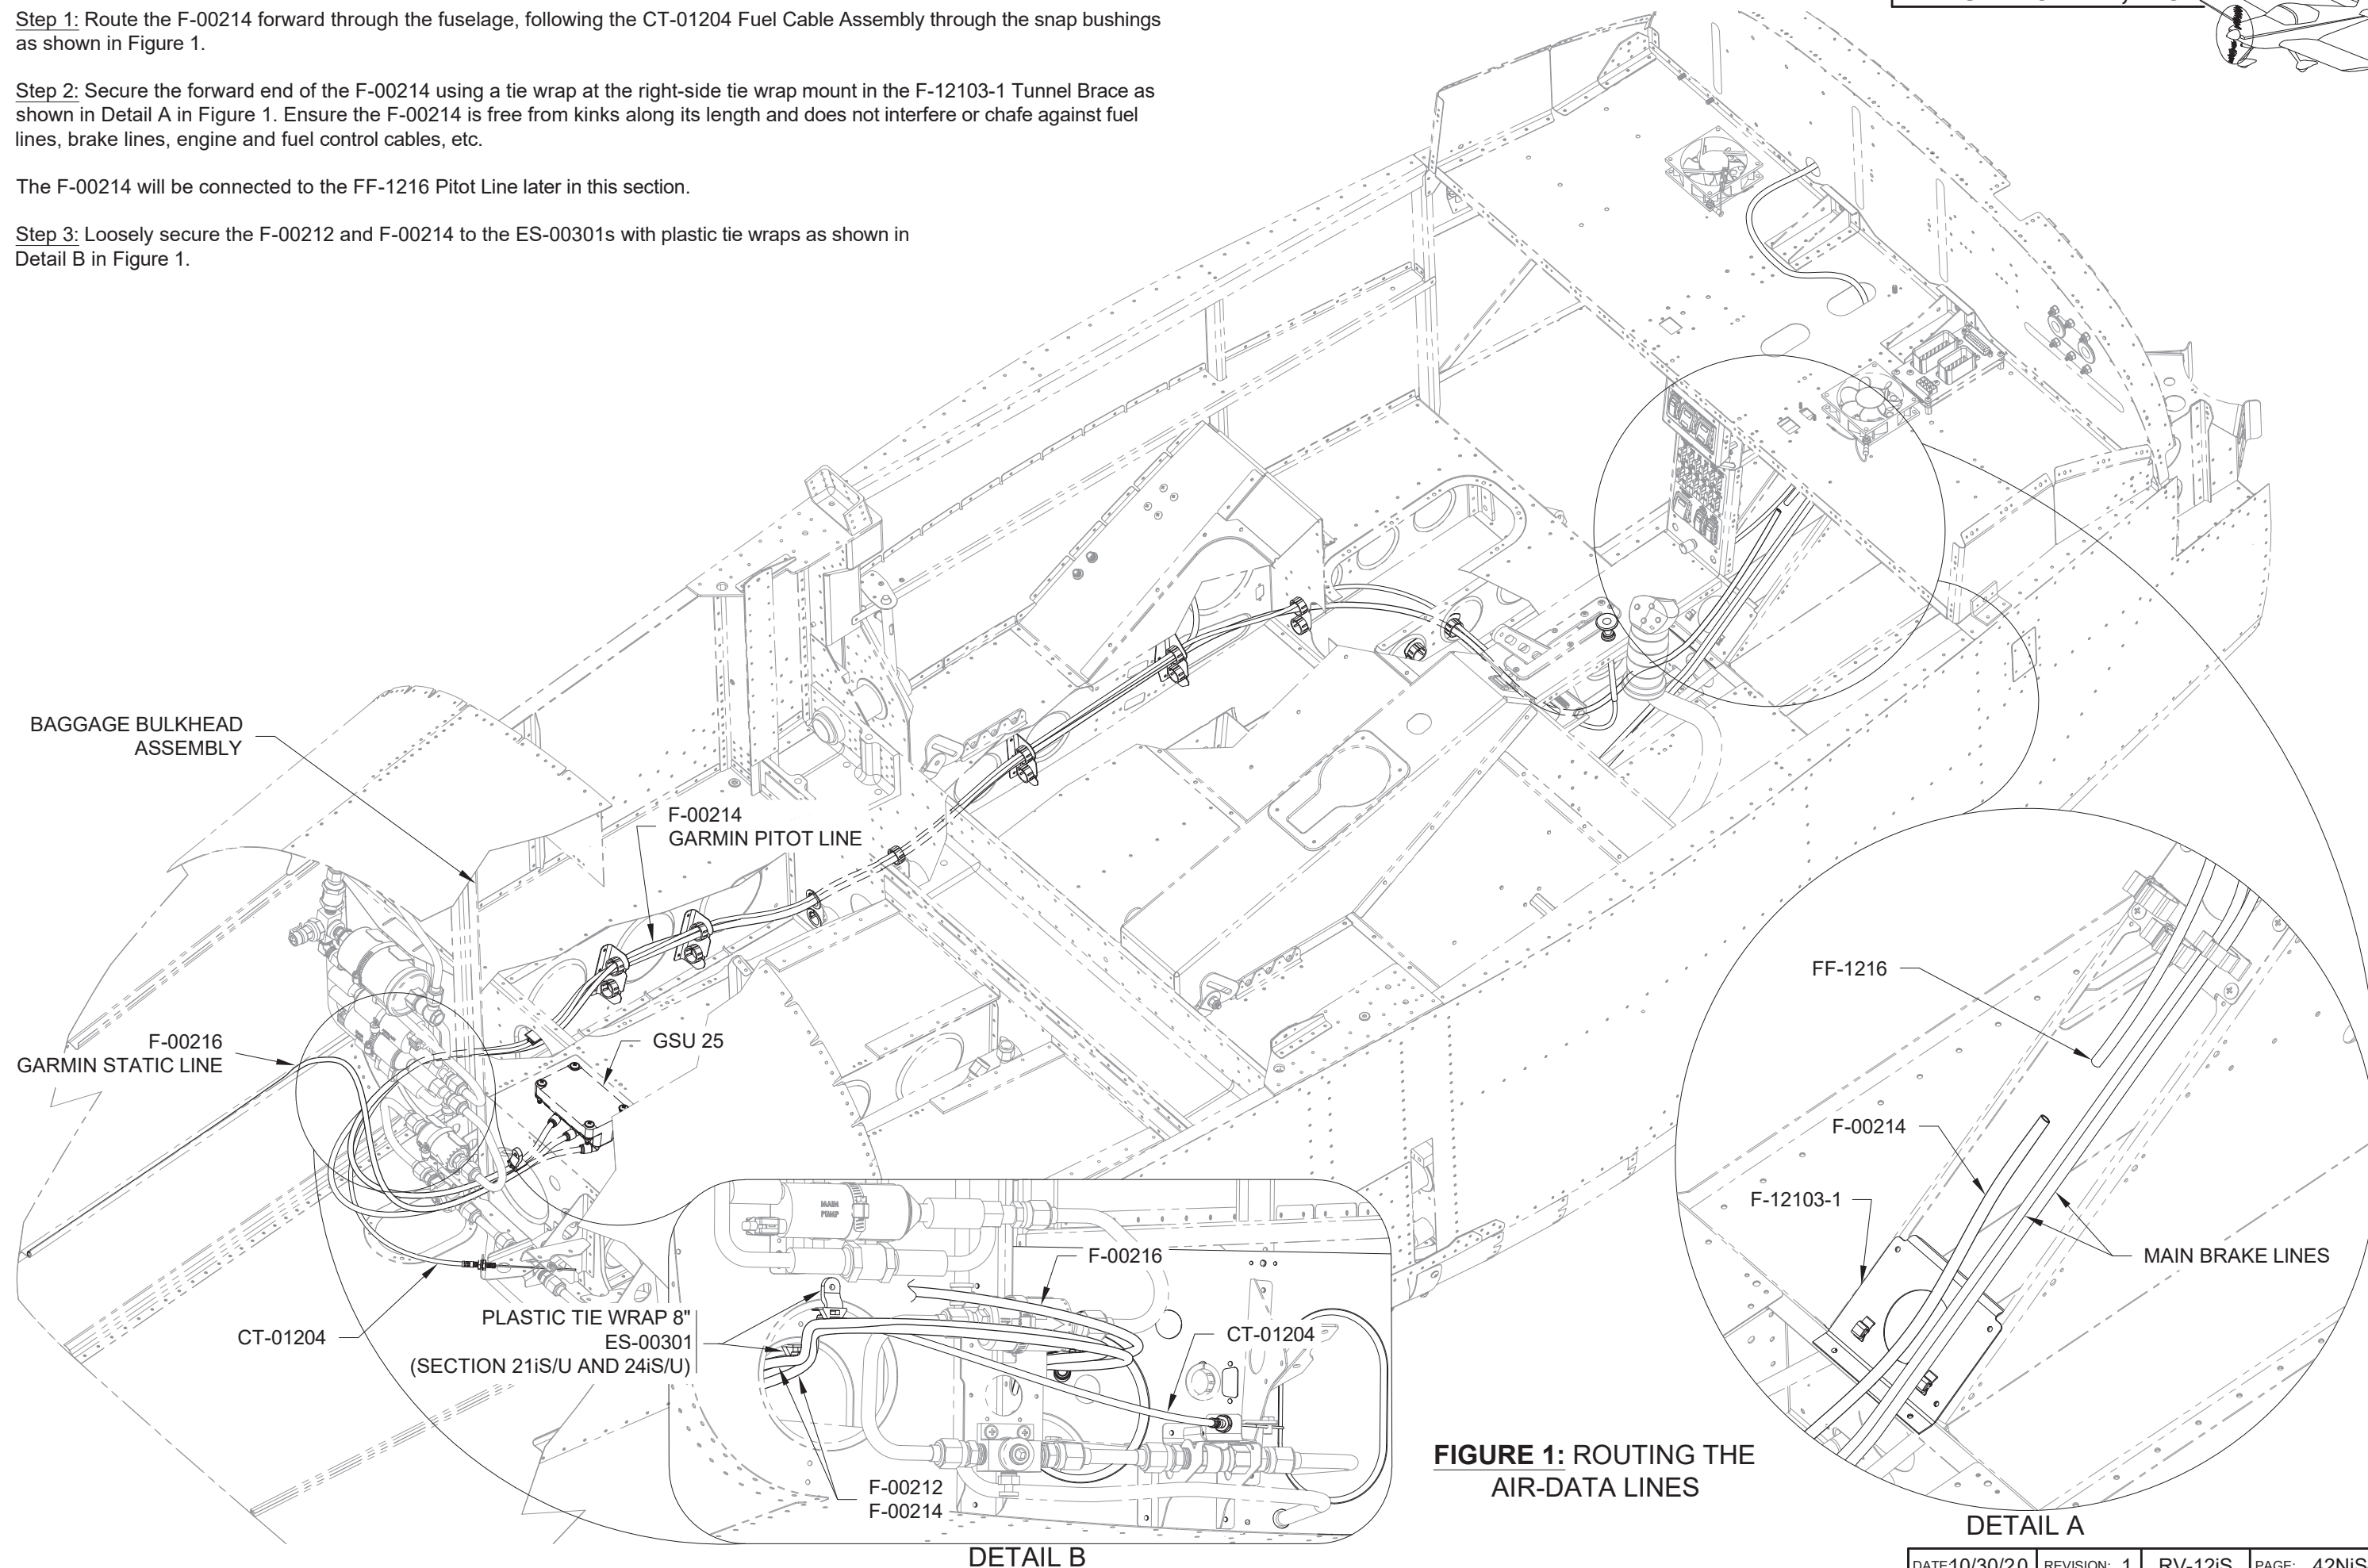 Step 1: Route the F-00214 forward through the fuselage, following the CT-01204 Fuel Cable Assembly through the snap bushings
as shown in Figure 1.
Step 2: Secure the forward end of the F-00214 using a tie wrap at the right-side tie wrap mount in the F-12103-1 Tunnel Brace as
shown in Detail A in Figure 1. Ensure the F-00214 is free from kinks along its length and does not interfere or chafe against fuel
lines, brake lines, engine and fuel control cables, etc.
The F-00214 will be connected to the FF-1216 Pitot Line later in this section.
Step 3: Loosely secure the F-00212 and F-00214 to the ES-00301s with plastic tie wraps as shown in
Detail B in Figure 1.
BAGGAGE BULKHEAD
ASSEMBLY
F-00214
GARMIN PITOT LINE
F-00216
GARMIN STATIC LINE
GSU 25
CT-01204
PLASTIC TIE WRAP 8"
ES-00301
(SECTION 21iS/U AND 24iS/U)
MAIN
PUMP
F-00216
CT-01204
F-00212
F-00214
DETAIL B
FIGURE 1: ROUTING THE
AIR-DATA LINES
FF-1216
F-00214
F-12103-1
MAIN BRAKE LINES
DETAIL A
DATE: 10/30/20 REVISION: 1 RV-12iS PAGE: 42NiS